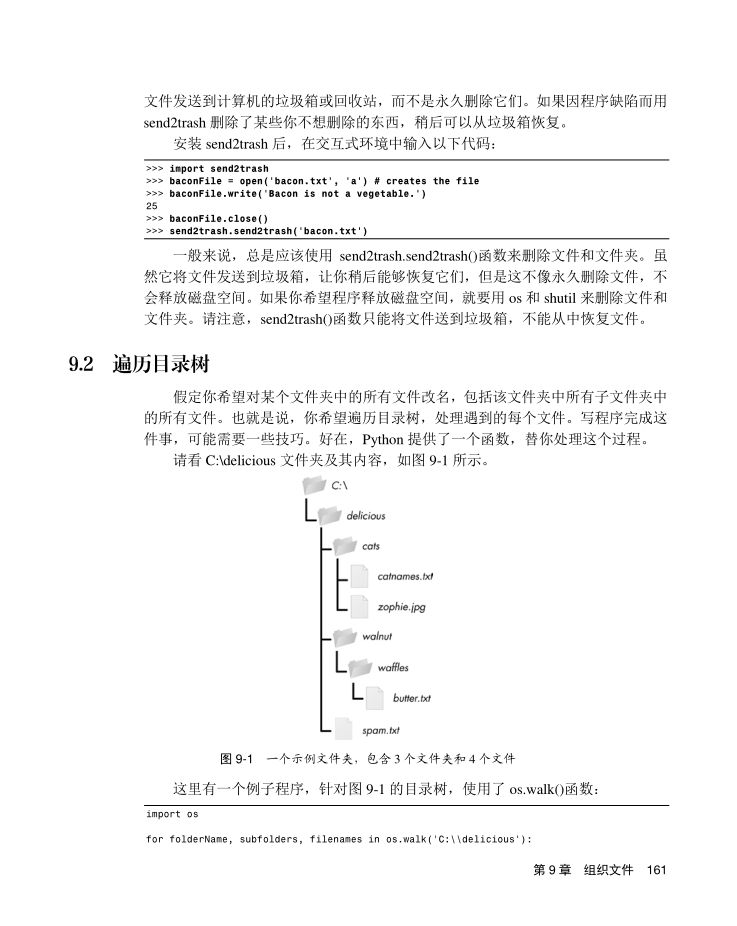 文件发送到计算机的垃圾箱或回收站，而不是永久删除它们。如果因程序缺陷而用
send2trash 删除了某些你不想删除的东西，稍后可以从垃圾箱恢复。
安装 send2trash 后，在交互式环境中输入以下代码：
>>> import send2trash
>>> baconFile = open('bacon.txt', 'a') # creates the file
>>> baconFile.write('Bacon is not a vegetable.')
25
>>> baconFile.close()
>>> send2trash.send2trash('bacon.txt')
一般来说，总是应该使用 send2trash.send2trash()函数来删除文件和文件夹。虽
然它将文件发送到垃圾箱，让你稍后能够恢复它们，但是这不像永久删除文件，不
会释放磁盘空间。如果你希望程序释放磁盘空间，就要用 os 和 shutil 来删除文件和
文件夹。请注意，send2trash()函数只能将文件送到垃圾箱，不能从中恢复文件。
9.2 遍历目录树
假定你希望对某个文件夹中的所有文件改名，包括该文件夹中所有子文件夹中
的所有文件。也就是说，你希望遍历目录树，处理遇到的每个文件。写程序完成这
件事，可能需要一些技巧。好在，Python 提供了一个函数，替你处理这个过程。
请看 C:\delicious 文件夹及其内容，如图 9-1 所示。
C:\
delicious
cats
catnames.txt
zophie.jpg
walnut
waffles
butter.txt
spam.txt
图 9-1 一个示例文件夹，包含 3 个文件夹和 4 个文件
这里有一个例子程序，针对图 9-1 的目录树，使用了 os.walk()函数：
import os
for folderName, subfolders, filenames in os.walk('C:\\delicious'):
第 9 章 组织文件 161